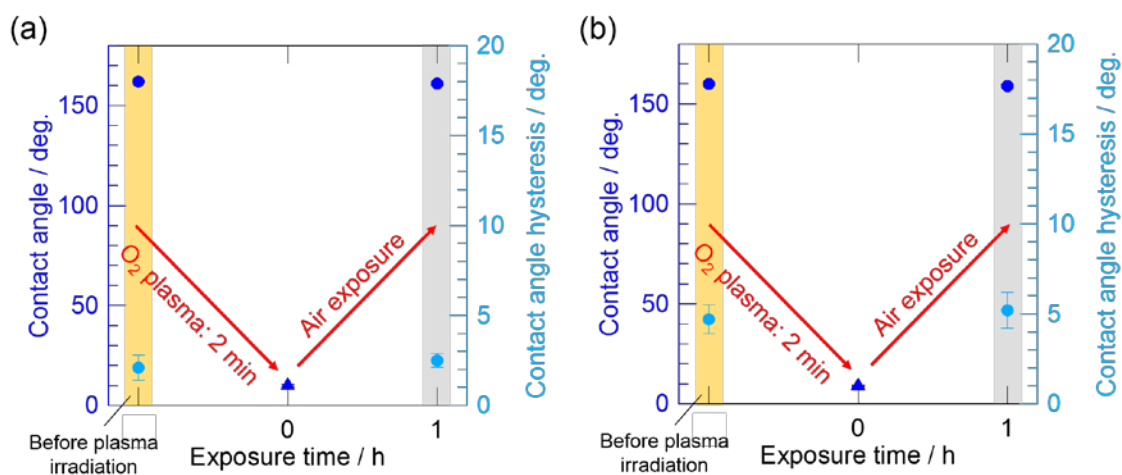 (a)
Contact angle / deg.
150
100
50
0
20
15
10
5
0
Contact angle hysteresis / deg.
O₂ plasma: 2 min
Air exposure
Before plasma
irradiation
0
1
Exposure time / h
(b)
Contact angle / deg.
150
100
50
0
20
15
10
5
0
Contact angle hysteresis / deg.
O₂ plasma: 2 min
Air exposure
Before plasma
irradiation
0
1
Exposure time / h